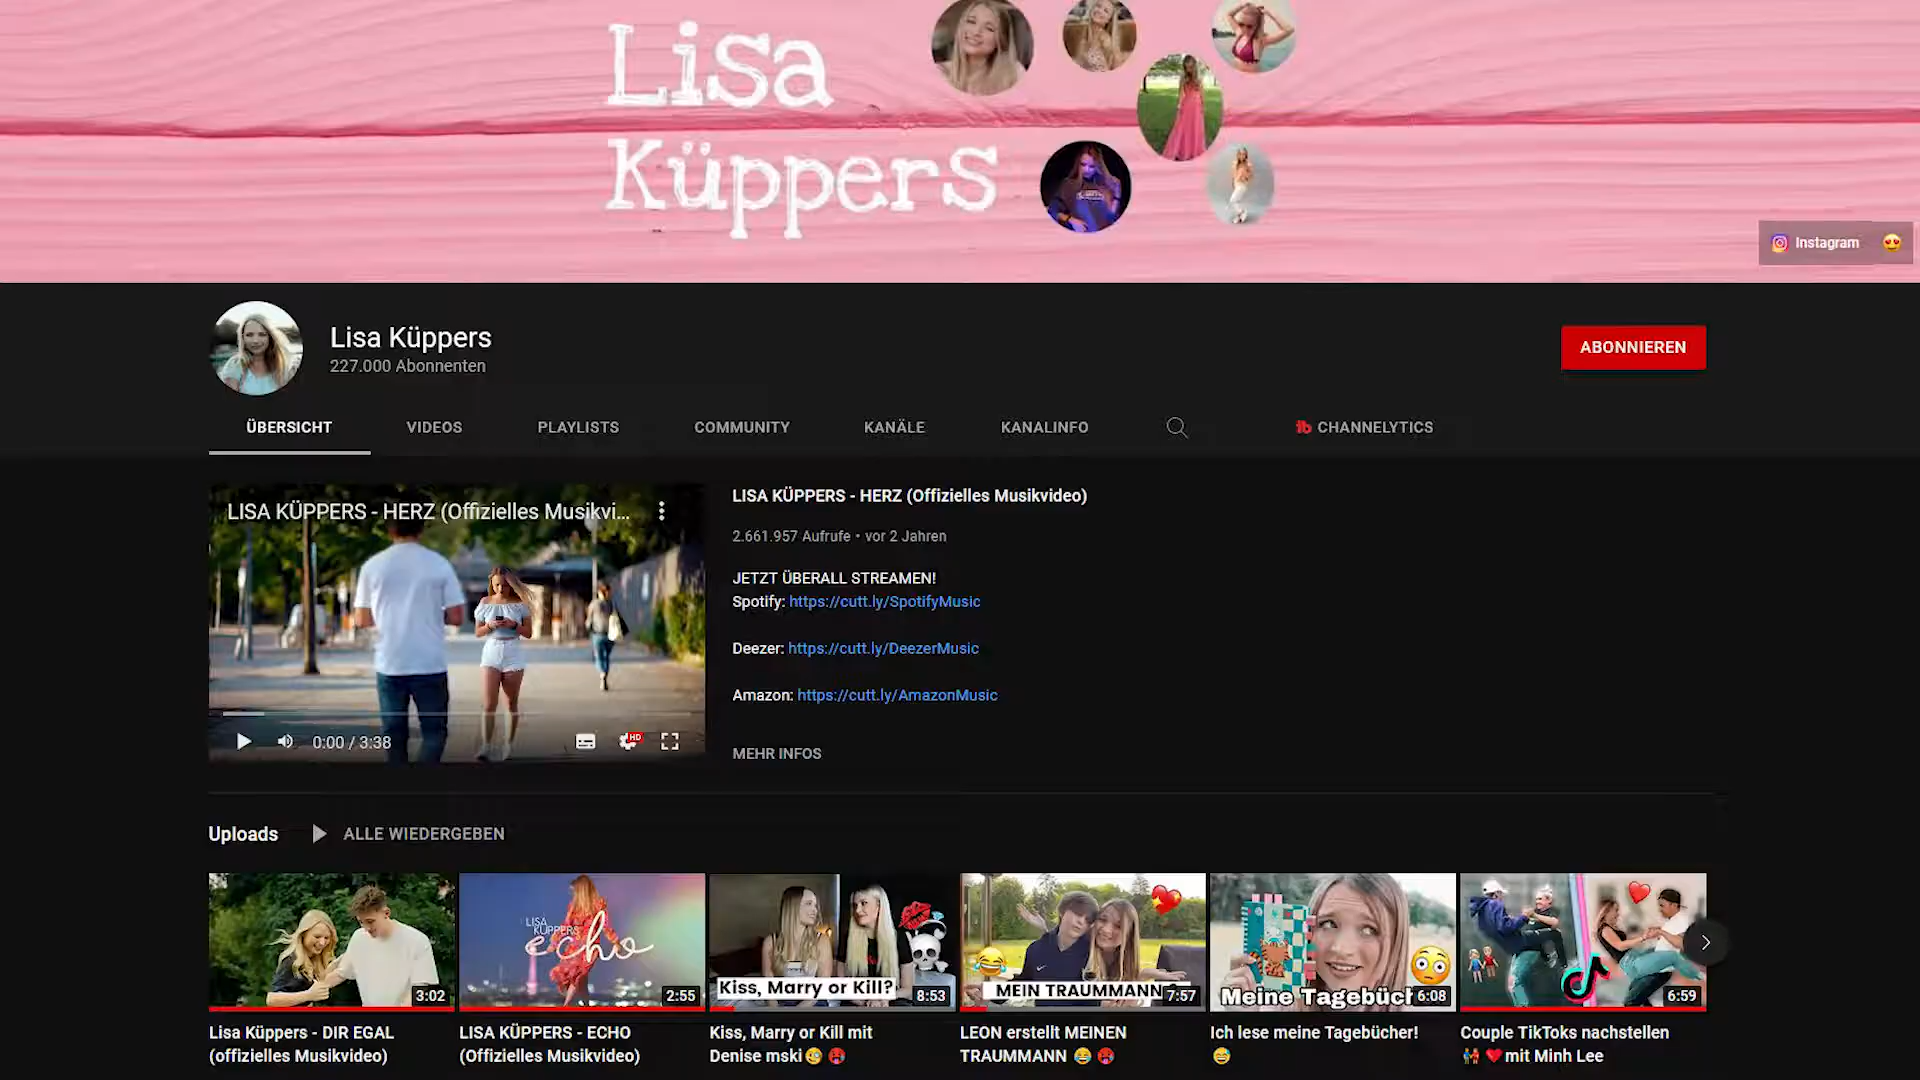 Lisa
Küppers
Instagram
Lisa Küppers
227.000 Abonnenten
ABONNIEREN
ÜBERSICHT
VIDEOS
PLAYLISTS
COMMUNITY
KANÄLE
KANALINFO
CHANNELYTICS
LISA KÜPPERS - HERZ (Offizielles Musikvi...
0:00 / 3:38
HD
LISA KÜPPERS - HERZ (Offizielles Musikvideo)
2.661.957 Aufrufe • vor 2 Jahren
JETZT ÜBERALL STREAMEN!
Spotify: https://cutt.ly/SpotifyMusic
Deezer: https://cutt.ly/DeezerMusic
Amazon: https://cutt.ly/AmazonMusic
MEHR INFOS
Uploads
ALLE WIEDERGEBEN
3:02
LISA
KÜPPERS
echo
2:55
Kiss, Marry or Kill?
8:53
MEIN TRAUMMANN
7:57
Meine Tagebüch
6:08
6:59
Lisa Küppers - DIR EGAL
(offizielles Musikvideo)
LISA KÜPPERS - ECHO
(Offizielles Musikvideo)
Kiss, Marry or Kill mit
Denise mski🧐🥵
LEON erstellt MEINEN
TRAUMMANN 😂🥵
Ich lese meine Tagebücher!
😅
Couple TikToks nachstellen
👫❤️mit Minh Lee